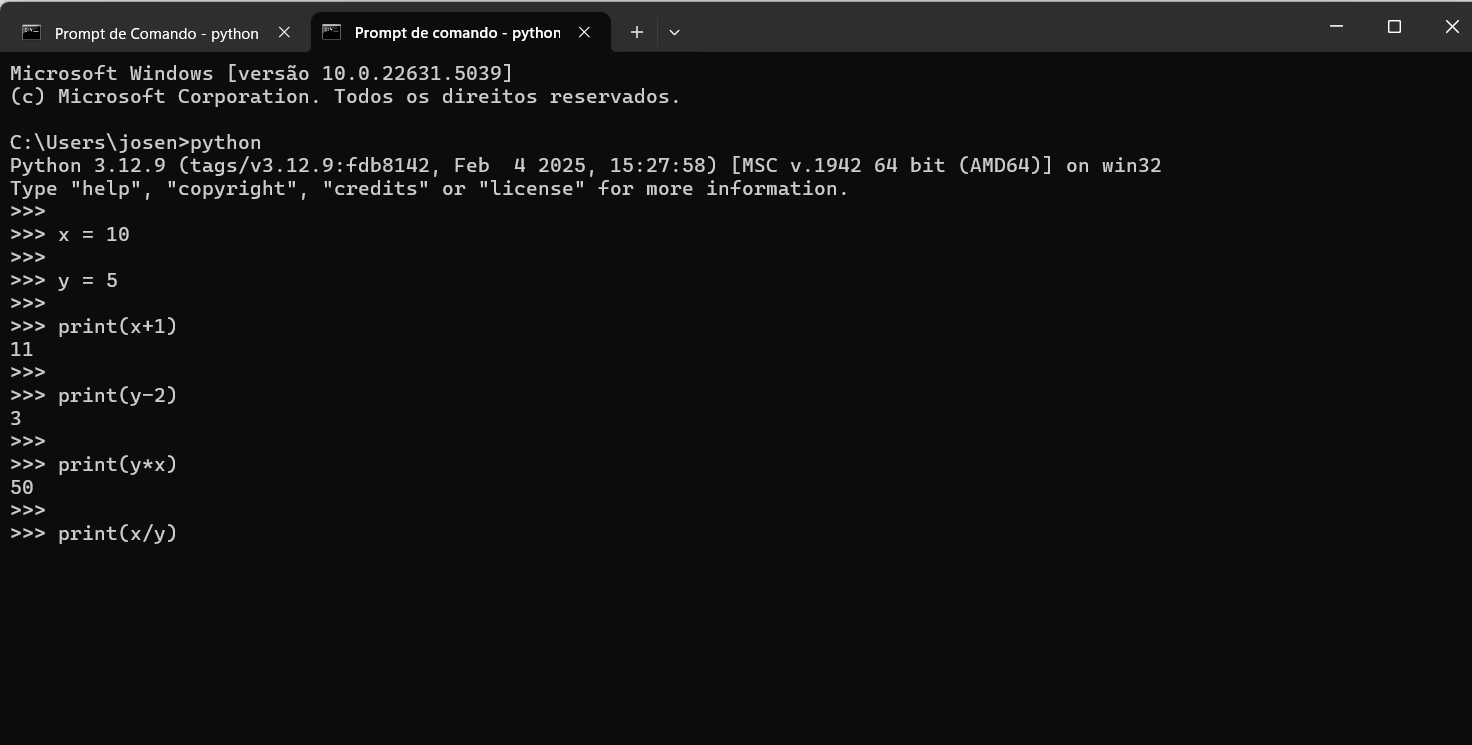 Prompt de Comando - python
Prompt de comando - python
Microsoft Windows [versão 10.0.22631.5039]
(c) Microsoft Corporation. Todos os direitos reservados.
C:\Users\josen>python
Python 3.12.9 (tags/v3.12.9:fdb8142, Feb  4 2025, 15:27:58) [MSC v.1942 64 bit (AMD64)] on win32
Type "help", "copyright", "credits" or "license" for more information.
>>>
>>> x = 10
>>>
>>> y = 5
>>>
>>> print(x+1)
11
>>>
>>> print(y-2)
3
>>>
>>> print(y*x)
50
>>>
>>> print(x/y)